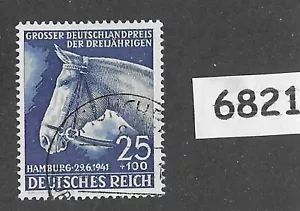 GROSSER DEUTSCHLANDPREIS
DER DREIJÄHRIGEN
HAMBURG · 29.6.1941
25
+100
DEUTSCHES REICH
6821